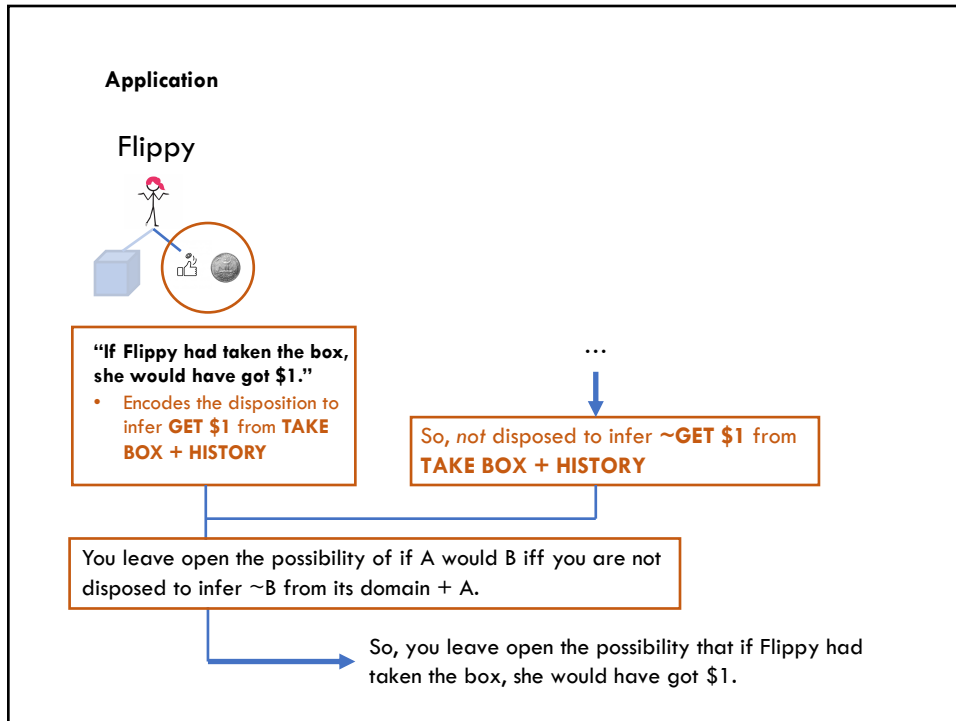 Application
Flippy
“If Flippy had taken the box,
she would have got $1.”
• Encodes the disposition to
infer GET $1 from TAKE
BOX + HISTORY
…
So, not disposed to infer ~GET $1 from
TAKE BOX + HISTORY
You leave open the possibility of if A would B iff you are not
disposed to infer ~B from its domain + A.
So, you leave open the possibility that if Flippy had
taken the box, she would have got $1.